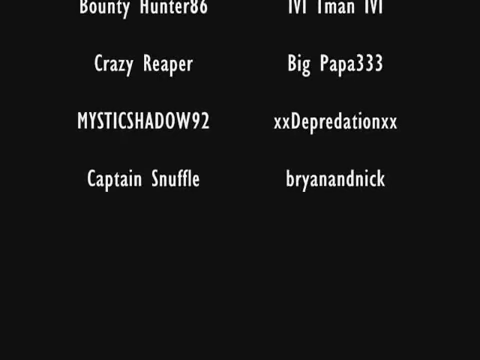 Bounty Hunter86 IVI Tman IVI
Crazy Reaper Big Papa333
MYSTICSHADOW92 xxDepredationxx
Captain Snuffle bryanandnick